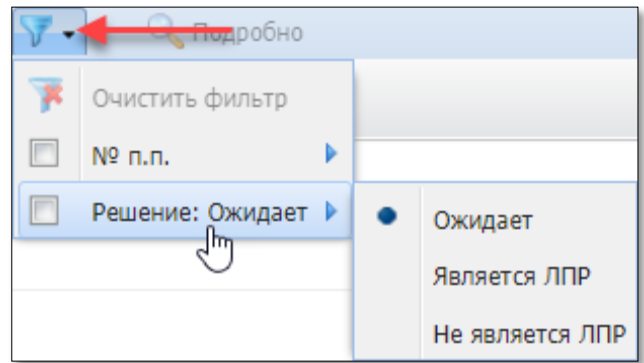 Подробно
Очистить фильтр
№ п.п.
Решение: Ожидает
Ожидает
Является ЛПР
Не является ЛПР